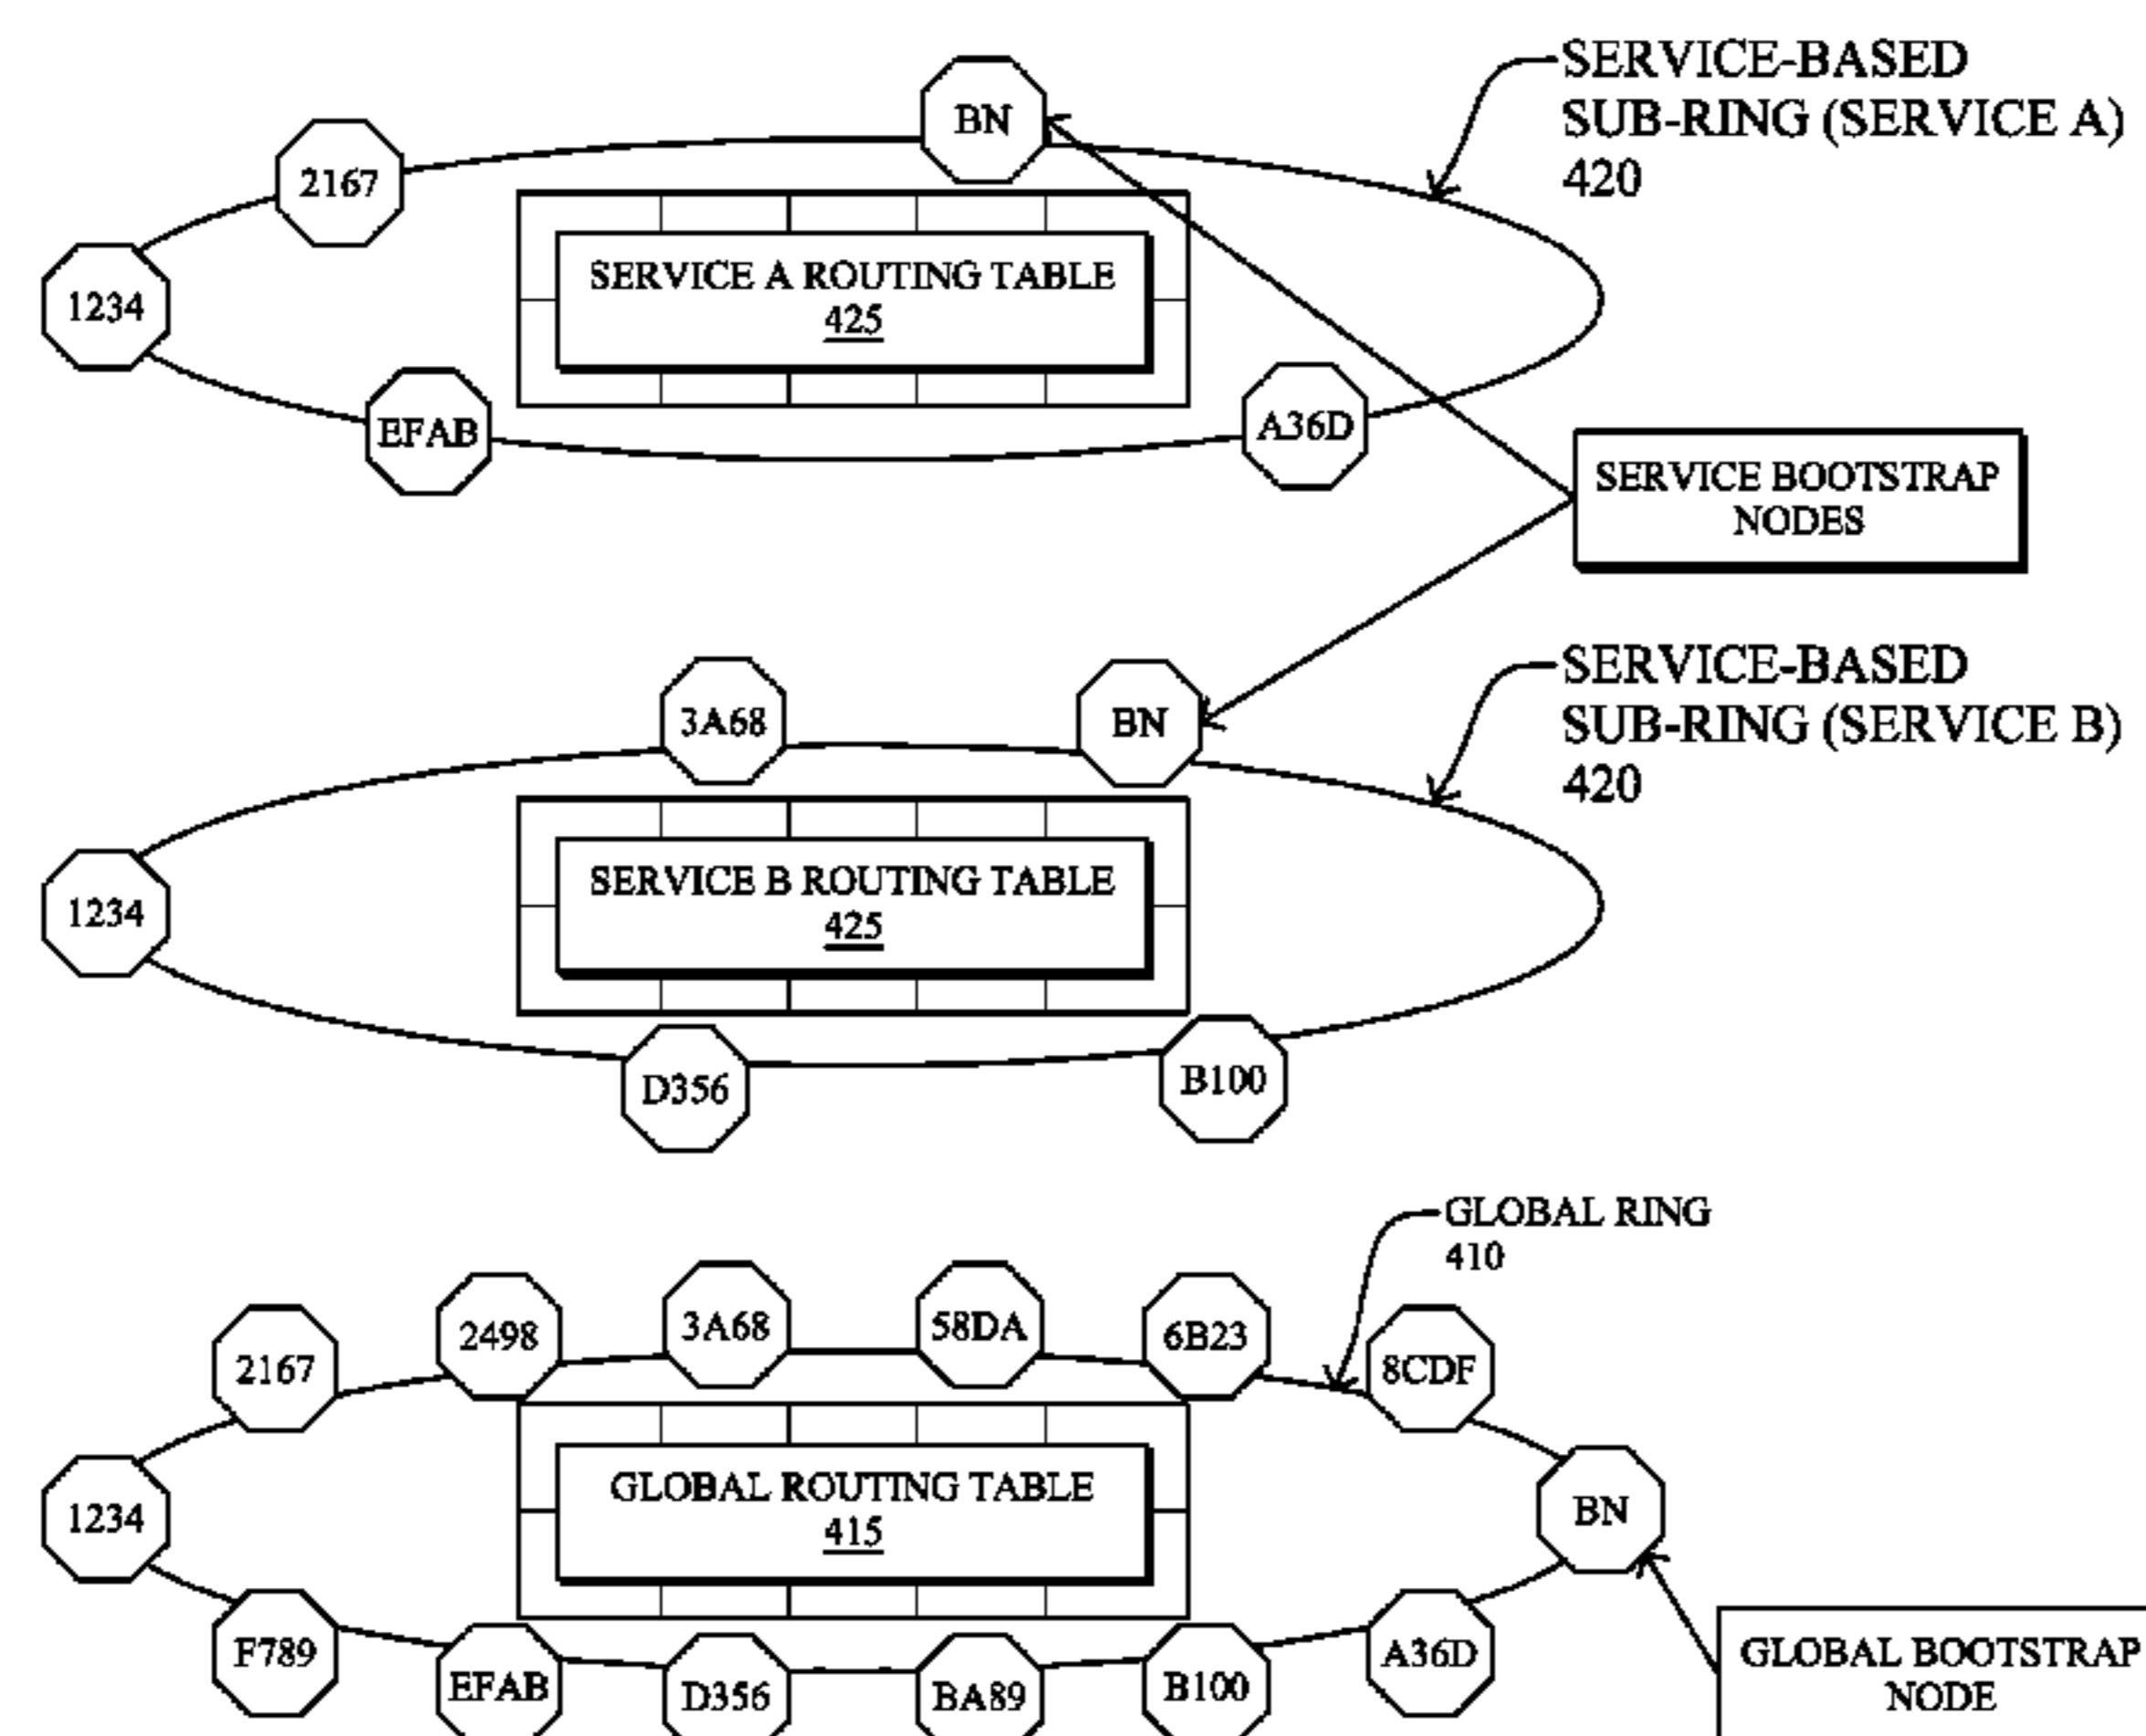 SERVICE-BASED
SUB-RING (SERVICE A)
420
BN
2167
1234
SERVICE A ROUTING TABLE
425
EFAB
A36D
SERVICE BOOTSTRAP
NODES
SERVICE-BASED
SUB-RING (SERVICE B)
420
3A68
BN
1234
SERVICE B ROUTING TABLE
425
D356
B100
GLOBAL RING
410
2167
2498
3A68
58DA
6B23
8CDF
1234
GLOBAL ROUTING TABLE
415
BN
F789
EFAB
D356
BA89
B100
A36D
GLOBAL BOOTSTRAP
NODE